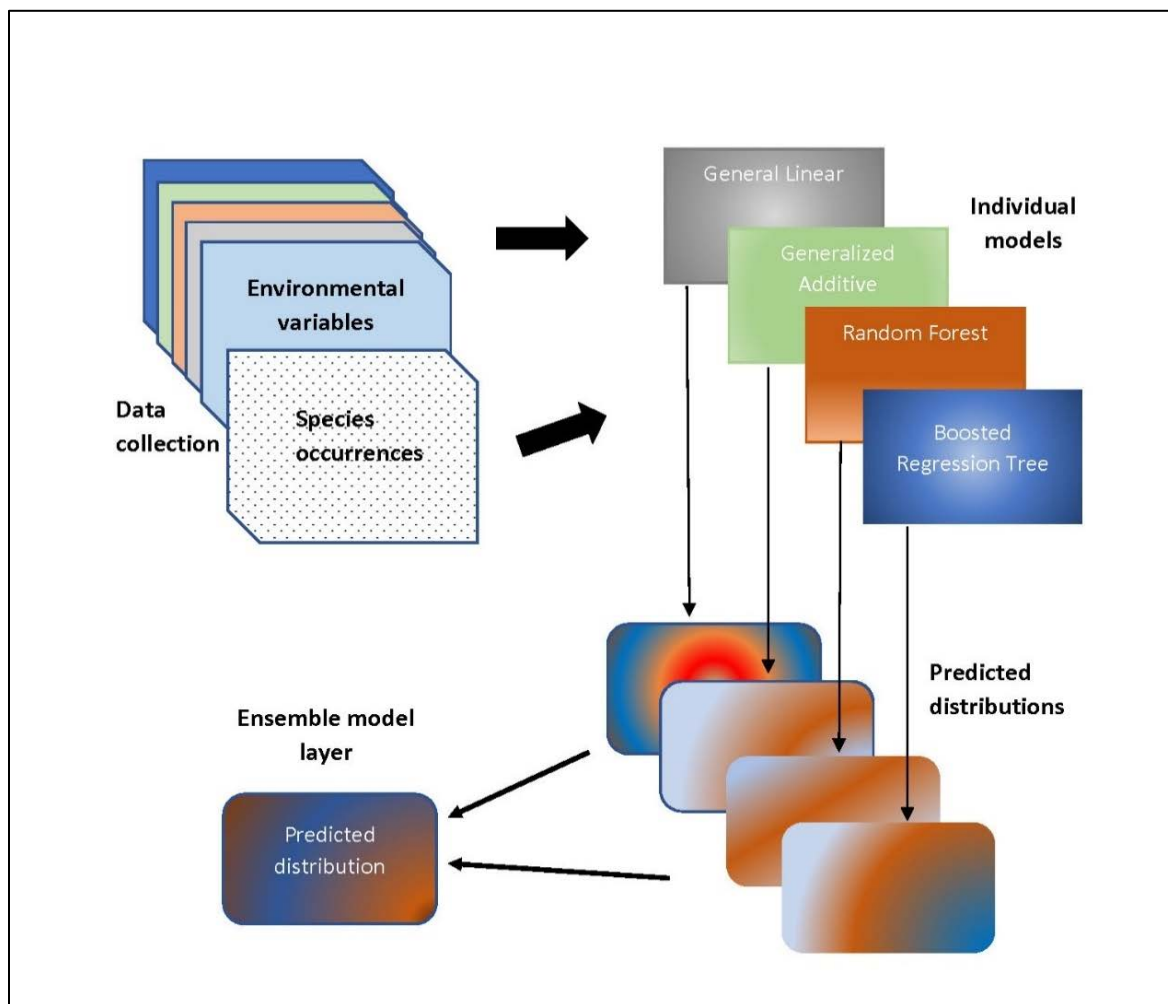 Environmental
variables
Species
occurrences
Data
collection
General Linear
Generalized
Additive
Random Forest
Boosted
Regression Tree
Individual
models
Predicted
distributions
Ensemble model
layer
Predicted
distribution